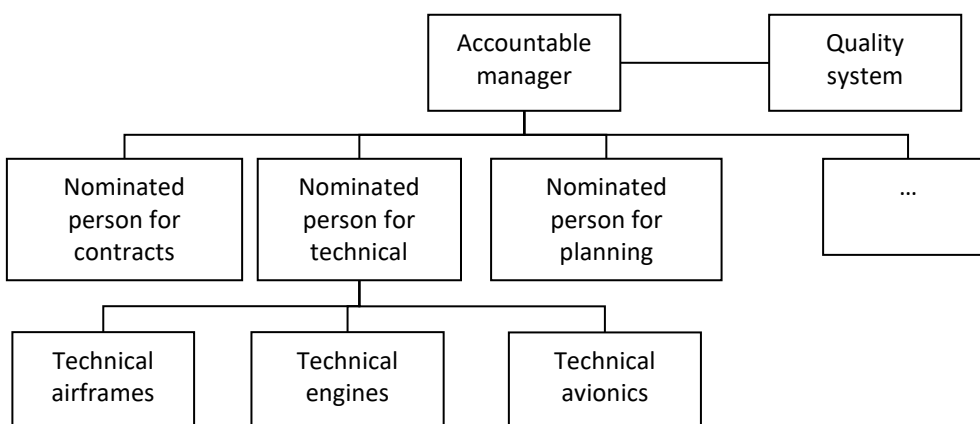 Accountable
manager
Quality
system
Nominated
person for
contracts
Nominated
person for
technical
Nominated
person for
planning
...
Technical
airframes
Technical
engines
Technical
avionics